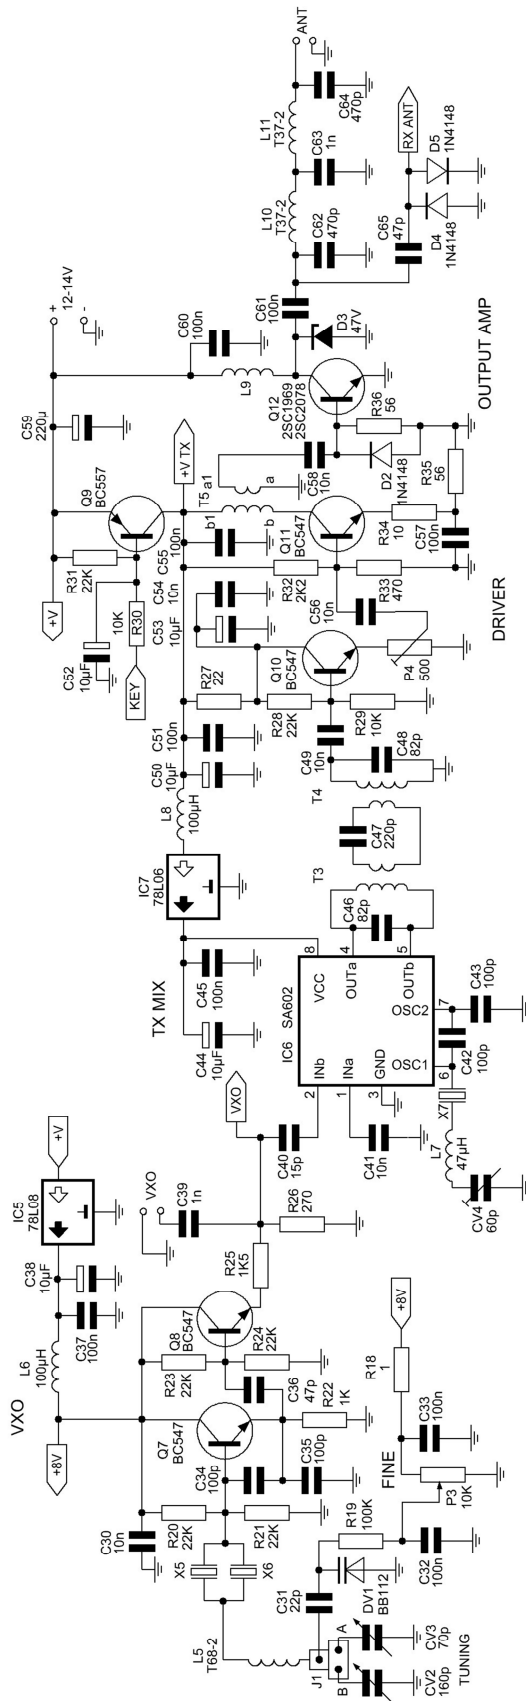 VXO
+8V
L6
100µH
C37
100n
C38
10µF
IC5
78L08
+V
C30
10n
R20
22K
R21
22K
X5
X6
L5
T68-2
C34
100p
C35
100p
Q7
BC547
R23
22K
R24
22K
C36
47p
R22
1K
Q8
BC547
R25
1K5
R26
270
C39
1n
VXO
VXO
C31
22p
J1
A
B
CV2
160p
CV3
70p
TUNING
DV1
BB112
R19
100K
C32
100n
FINE
P3
10K
C33
100n
R18
1
+8V
TX MIX
C44
10µF
C45
100n
IC7
78L06
L8
100µH
C50
10µF
C51
100n
C40
15p
C41
10n
IC6
SA602
2
INb
1
INa
3
GND
VCC
8
OUTa
4
OUTb
5
OSC1
6
OSC2
7
X7
L7
47µH
CV4
60p
C42
100p
C43
100p
C46
82p
T3
C47
220p
T4
C48
82p
C49
10n
R27
22
R28
22K
R29
10K
Q10
BC547
P4
500
C53
10µF
C54
10n
C55
100n
C56
10n
DRIVER
KEY
R30
10K
C52
10µF
R31
22K
Q9
BC557
+V
+V TX
C59
220µ
+
12-14V
-
R32
2K2
R33
470
T5
b1
b
a1
a
Q11
BC547
R34
10
C57
100n
R35
56
C58
10n
D2
1N4148
R36
56
Q12
2SC1969
2SC2078
L9
C60
100n
C61
100n
D3
47V
OUTPUT AMP
C62
470p
L10
T37-2
C63
1n
L11
T37-2
C64
470p
ANT
C65
47p
D4
1N4148
D5
1N4148
RX ANT